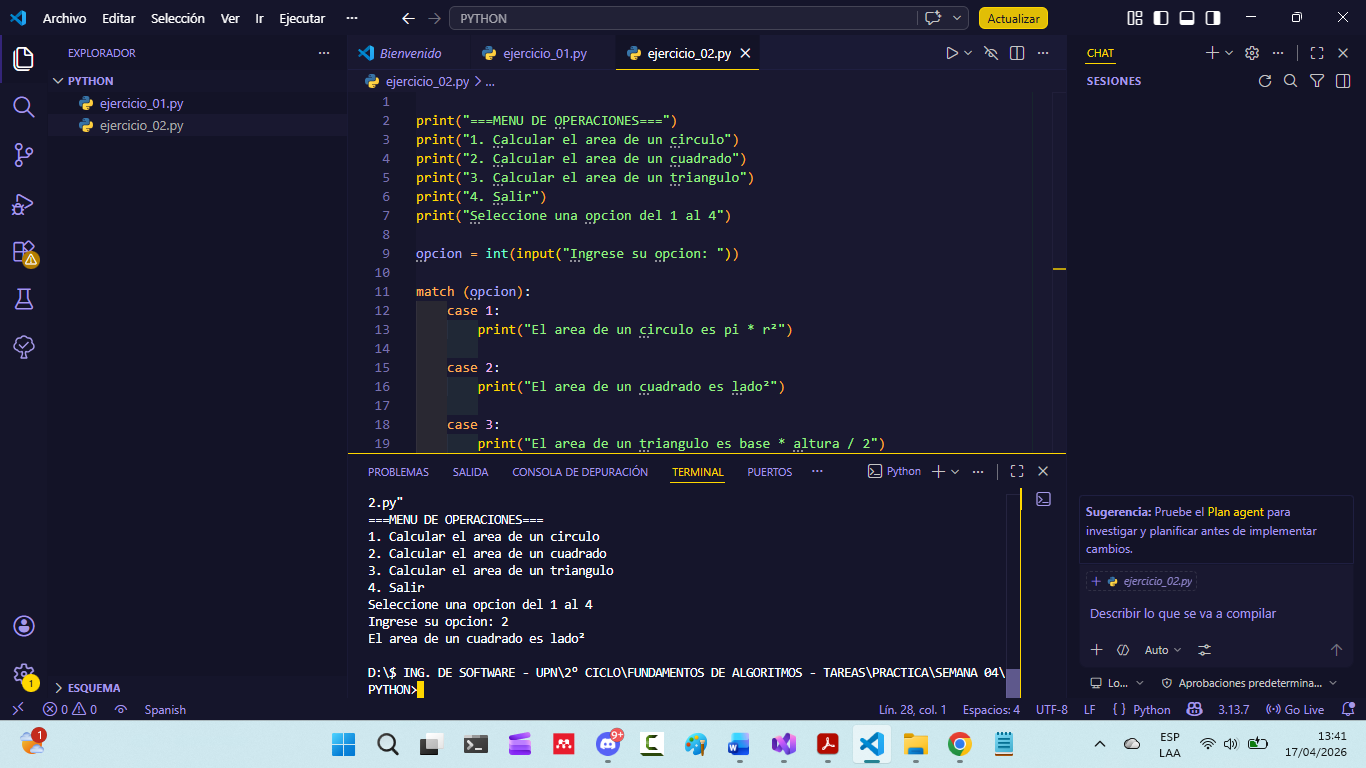 Archivo Editar Selección Ver Ir Ejecutar ··· PYTHON Actualizar
EXPLORADOR ···
PYTHON
ejercicio_01.py
ejercicio_02.py
ESQUEMA
Bienvenido ejercicio_01.py ejercicio_02.py
ejercicio_02.py > ...
1
2 print("===MENU DE OPERACIONES===")
3 print("1. Calcular el area de un circulo")
4 print("2. Calcular el area de un cuadrado")
5 print("3. Calcular el area de un triangulo")
6 print("4. Salir")
7 print("Seleccione una opcion del 1 al 4")
8
9 opcion = int(input("Ingrese su opcion: "))
10
11 match (opcion):
12 case 1:
13 print("El area de un circulo es pi * r²")
14
15 case 2:
16 print("El area de un cuadrado es lado²")
17
18 case 3:
19 print("El area de un triangulo es base * altura / 2")
PROBLEMAS SALIDA CONSOLA DE DEPURACIÓN TERMINAL PUERTOS ··· Python
2.py"
===MENU DE OPERACIONES===
1. Calcular el area de un circulo
2. Calcular el area de un cuadrado
3. Calcular el area de un triangulo
4. Salir
Seleccione una opcion del 1 al 4
Ingrese su opcion: 2
El area de un cuadrado es lado²
D:\$ ING. DE SOFTWARE - UPN\2º CICLO\FUNDAMENTOS DE ALGORITMOS - TAREAS\PRACTICA\SEMANA 04\
PYTHON>
CHAT
SESIONES
Sugerencia: Pruebe el Plan agent para
investigar y planificar antes de implementar
cambios.
ejercicio_02.py
Describir lo que se va a compilar
Auto
Lo... Aprobaciones predetermina...
1
0 0 Spanish Lín. 28, col. 1 Espacios: 4 UTF-8 LF { } Python 3.13.7 Go Live
1
9+
ESP
LAA
13:41
17/04/2026